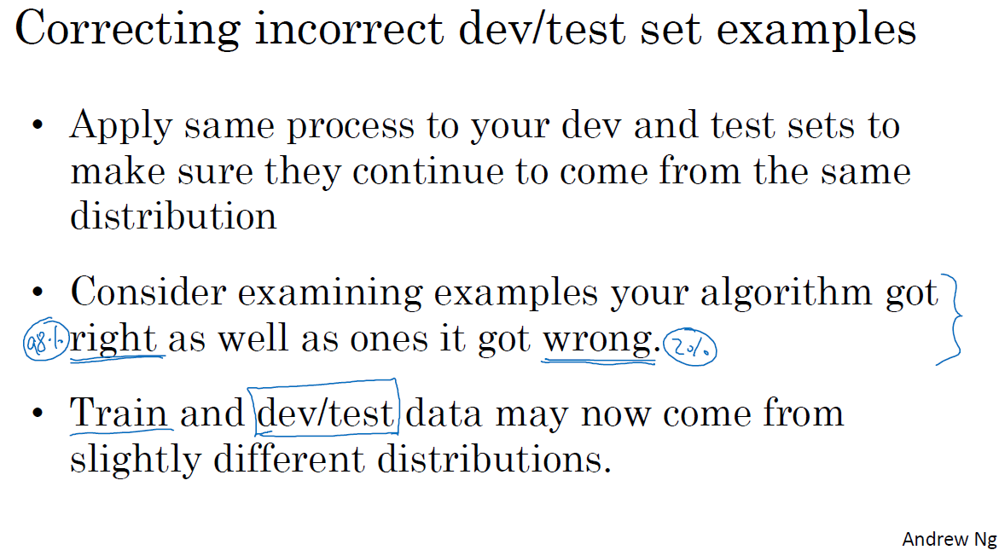 Correcting incorrect dev/test set examples
• Apply same process to your dev and test sets to
make sure they continue to come from the same
distribution
• Consider examining examples your algorithm got
98% right as well as ones it got wrong. 2%
• Train and dev/test data may now come from
slightly different distributions.
Andrew Ng